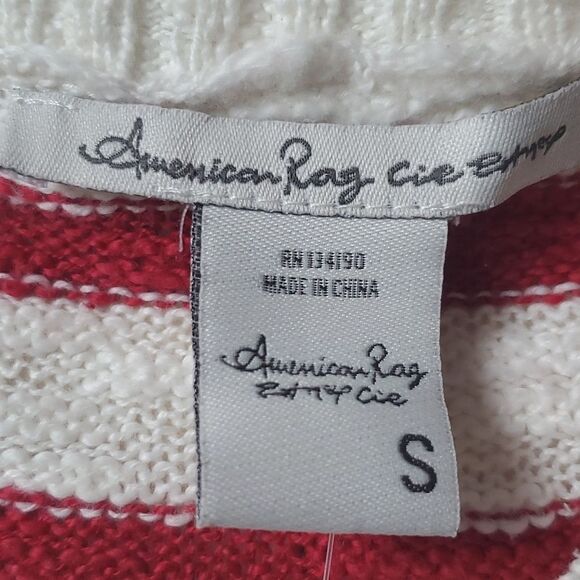 American Rag Cie
RN 134190
MADE IN CHINA
American Rag
Cie
S